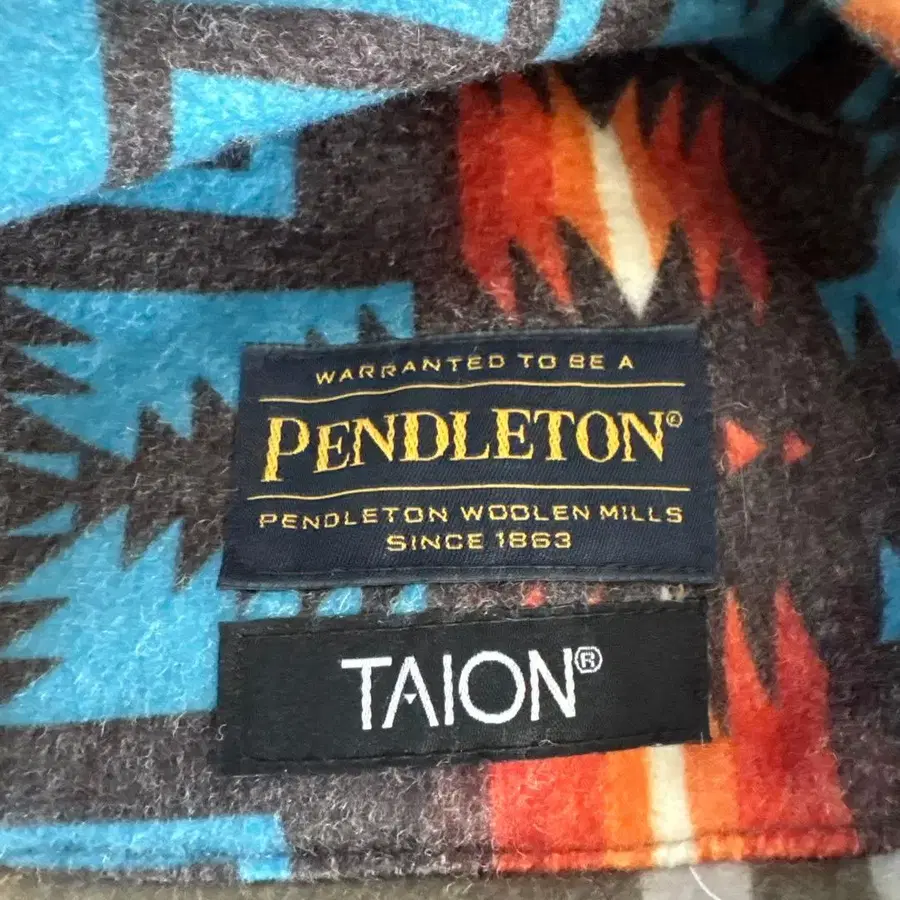 WARRANTED TO BE A
PENDLETON®
PENDLETON WOOLEN MILLS
SINCE 1863
TAION®